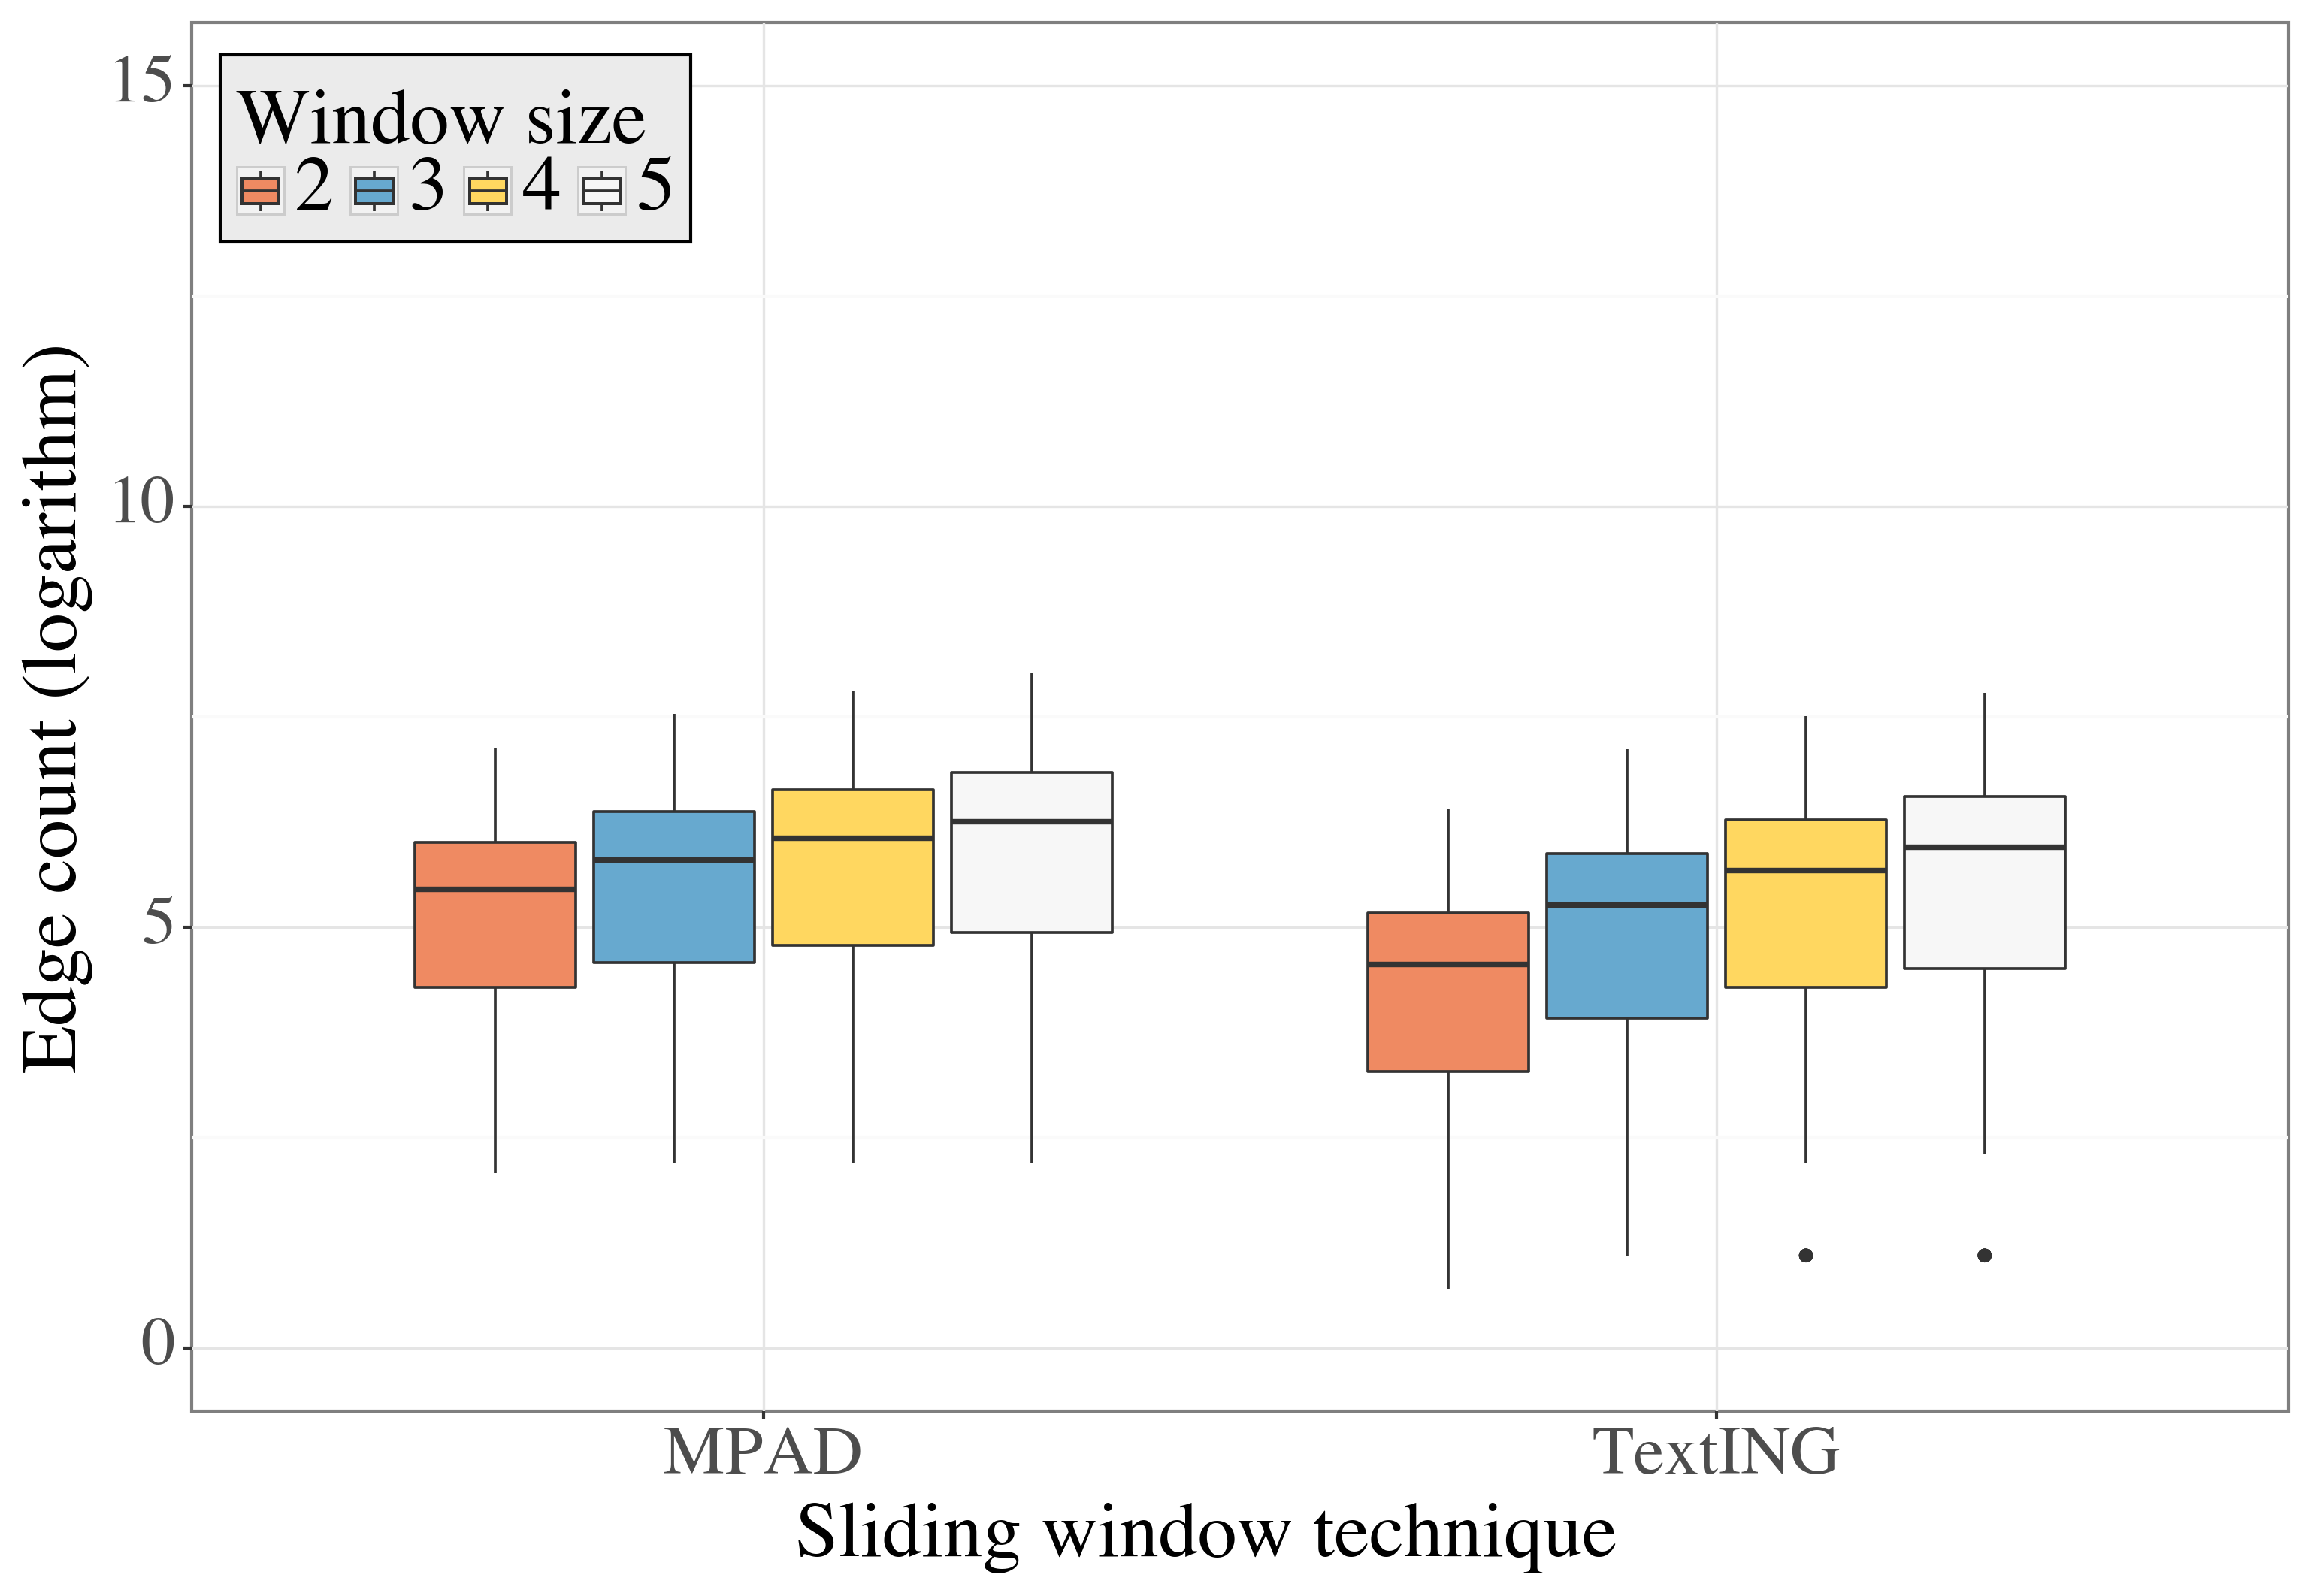 Window size
2 3 4 5
15
10
5
0
Edge count (logarithm)
MPAD TextING
Sliding window technique